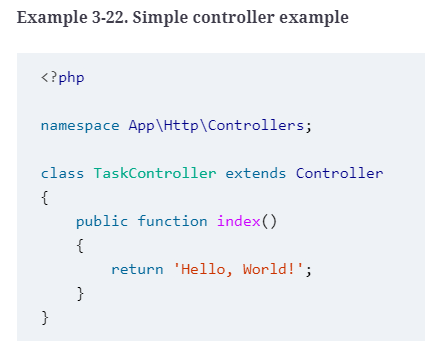 Example 3-22. Simple controller example
<?php
namespace App\Http\Controllers;
class TaskController extends Controller
{
    public function index()
    {
        return 'Hello, World!';
    }
}